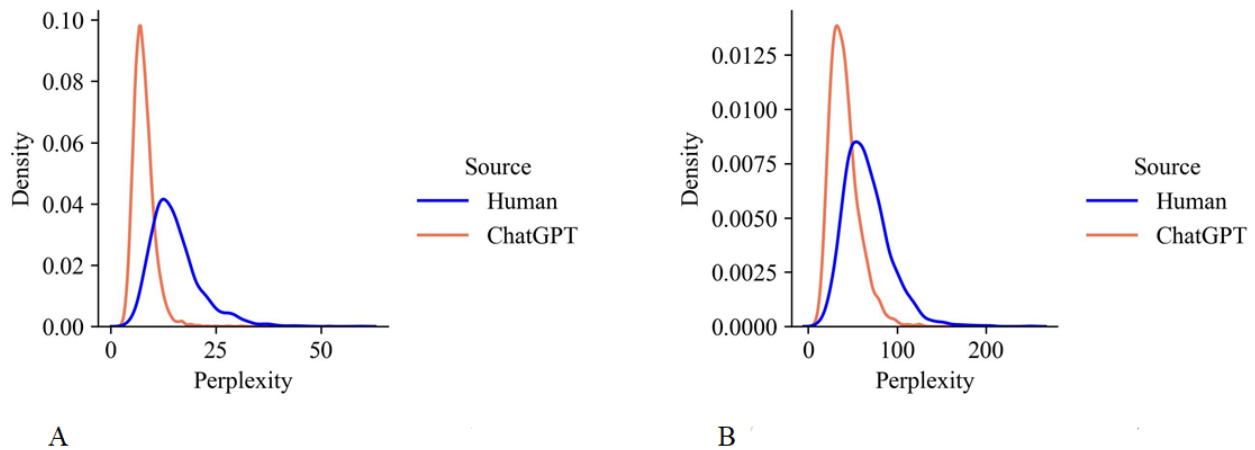 0.10
0.08
0.06
0.04
0.02
0.00
Density
0 25 50
Perplexity
Source
Human
ChatGPT
A
0.0125
0.0100
0.0075
0.0050
0.0025
0.0000
Density
0 100 200
Perplexity
Source
Human
ChatGPT
B